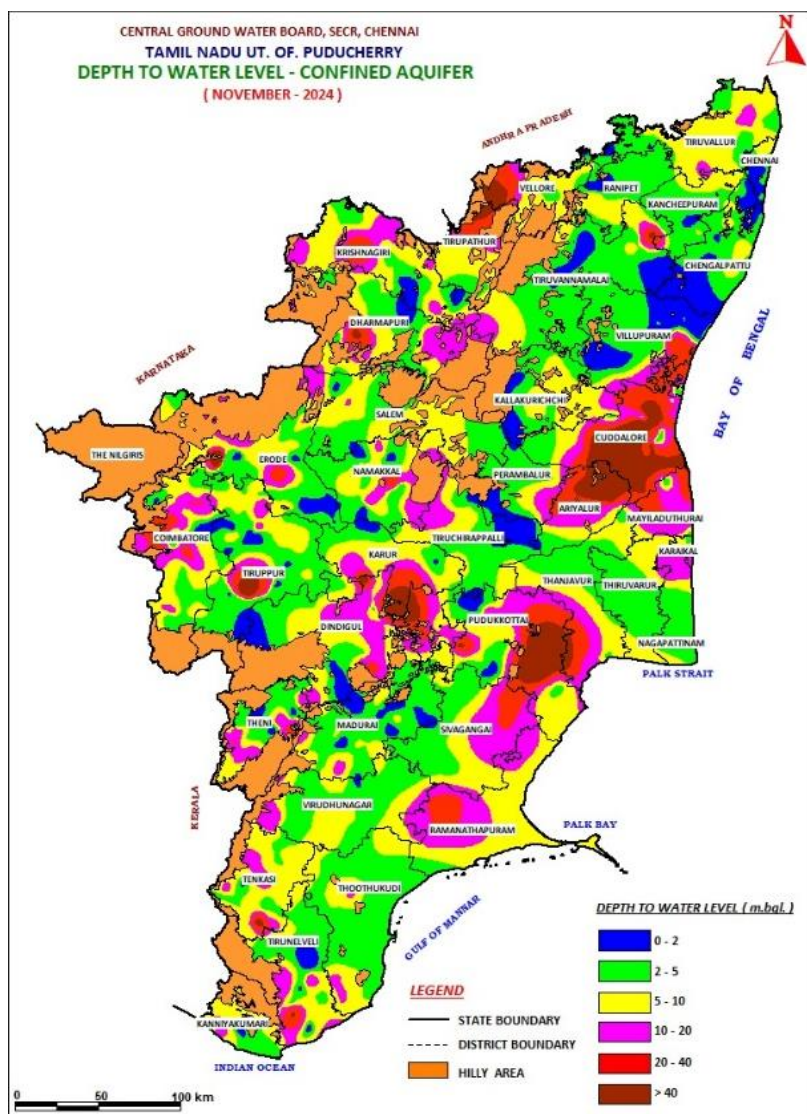 CENTRAL GROUND WATER BOARD, SECR, CHENNAI
TAMIL NADU UT. OF. PUDUCHERRY
DEPTH TO WATER LEVEL - CONFINED AQUIFER
( NOVEMBER - 2024 )
N
ANDHRA PRADESH
TIRUVALLUR
CHENNAI
VELLORE
RANIPET
KANCHEEPURAM
TIRUPATHUR
KRISHNAGIRI
CHENGALPATTU
TIRUVANNAMALAI
DHARMAPURI
VILLUPURAM
BAY OF BENGAL
KARNATAKA
KALLAKURICHCHI
SALEM
CUDDALORE
THE NILGIRIS
ERODE
NAMAKKAL
PERAMBALUR
ARIYALUR
MAYILADUTHURAI
COIMBATORE
TIRUCHIRAPPALLI
KARAIKAL
KARUR
TIRUPPUR
THANJAVUR
THIRUVARUR
DINDIGUL
PUDUKKOTTAI
NAGAPATTINAM
PALK STRAIT
THENI
MADURAI
SIVAGANGAI
KERALA
VIRUDHUNAGAR
RAMANATHAPURAM
PALK BAY
TENKASI
THOOTHUKUDI
GULF OF MANNAR
TIRUNELVELI
KANNIYAKUMARI
INDIAN OCEAN
DEPTH TO WATER LEVEL ( m.bgl. )
0 - 2
2 - 5
5 - 10
10 - 20
20 - 40
> 40
LEGEND
STATE BOUNDARY
DISTRICT BOUNDARY
HILLY AREA
0 50 100 km